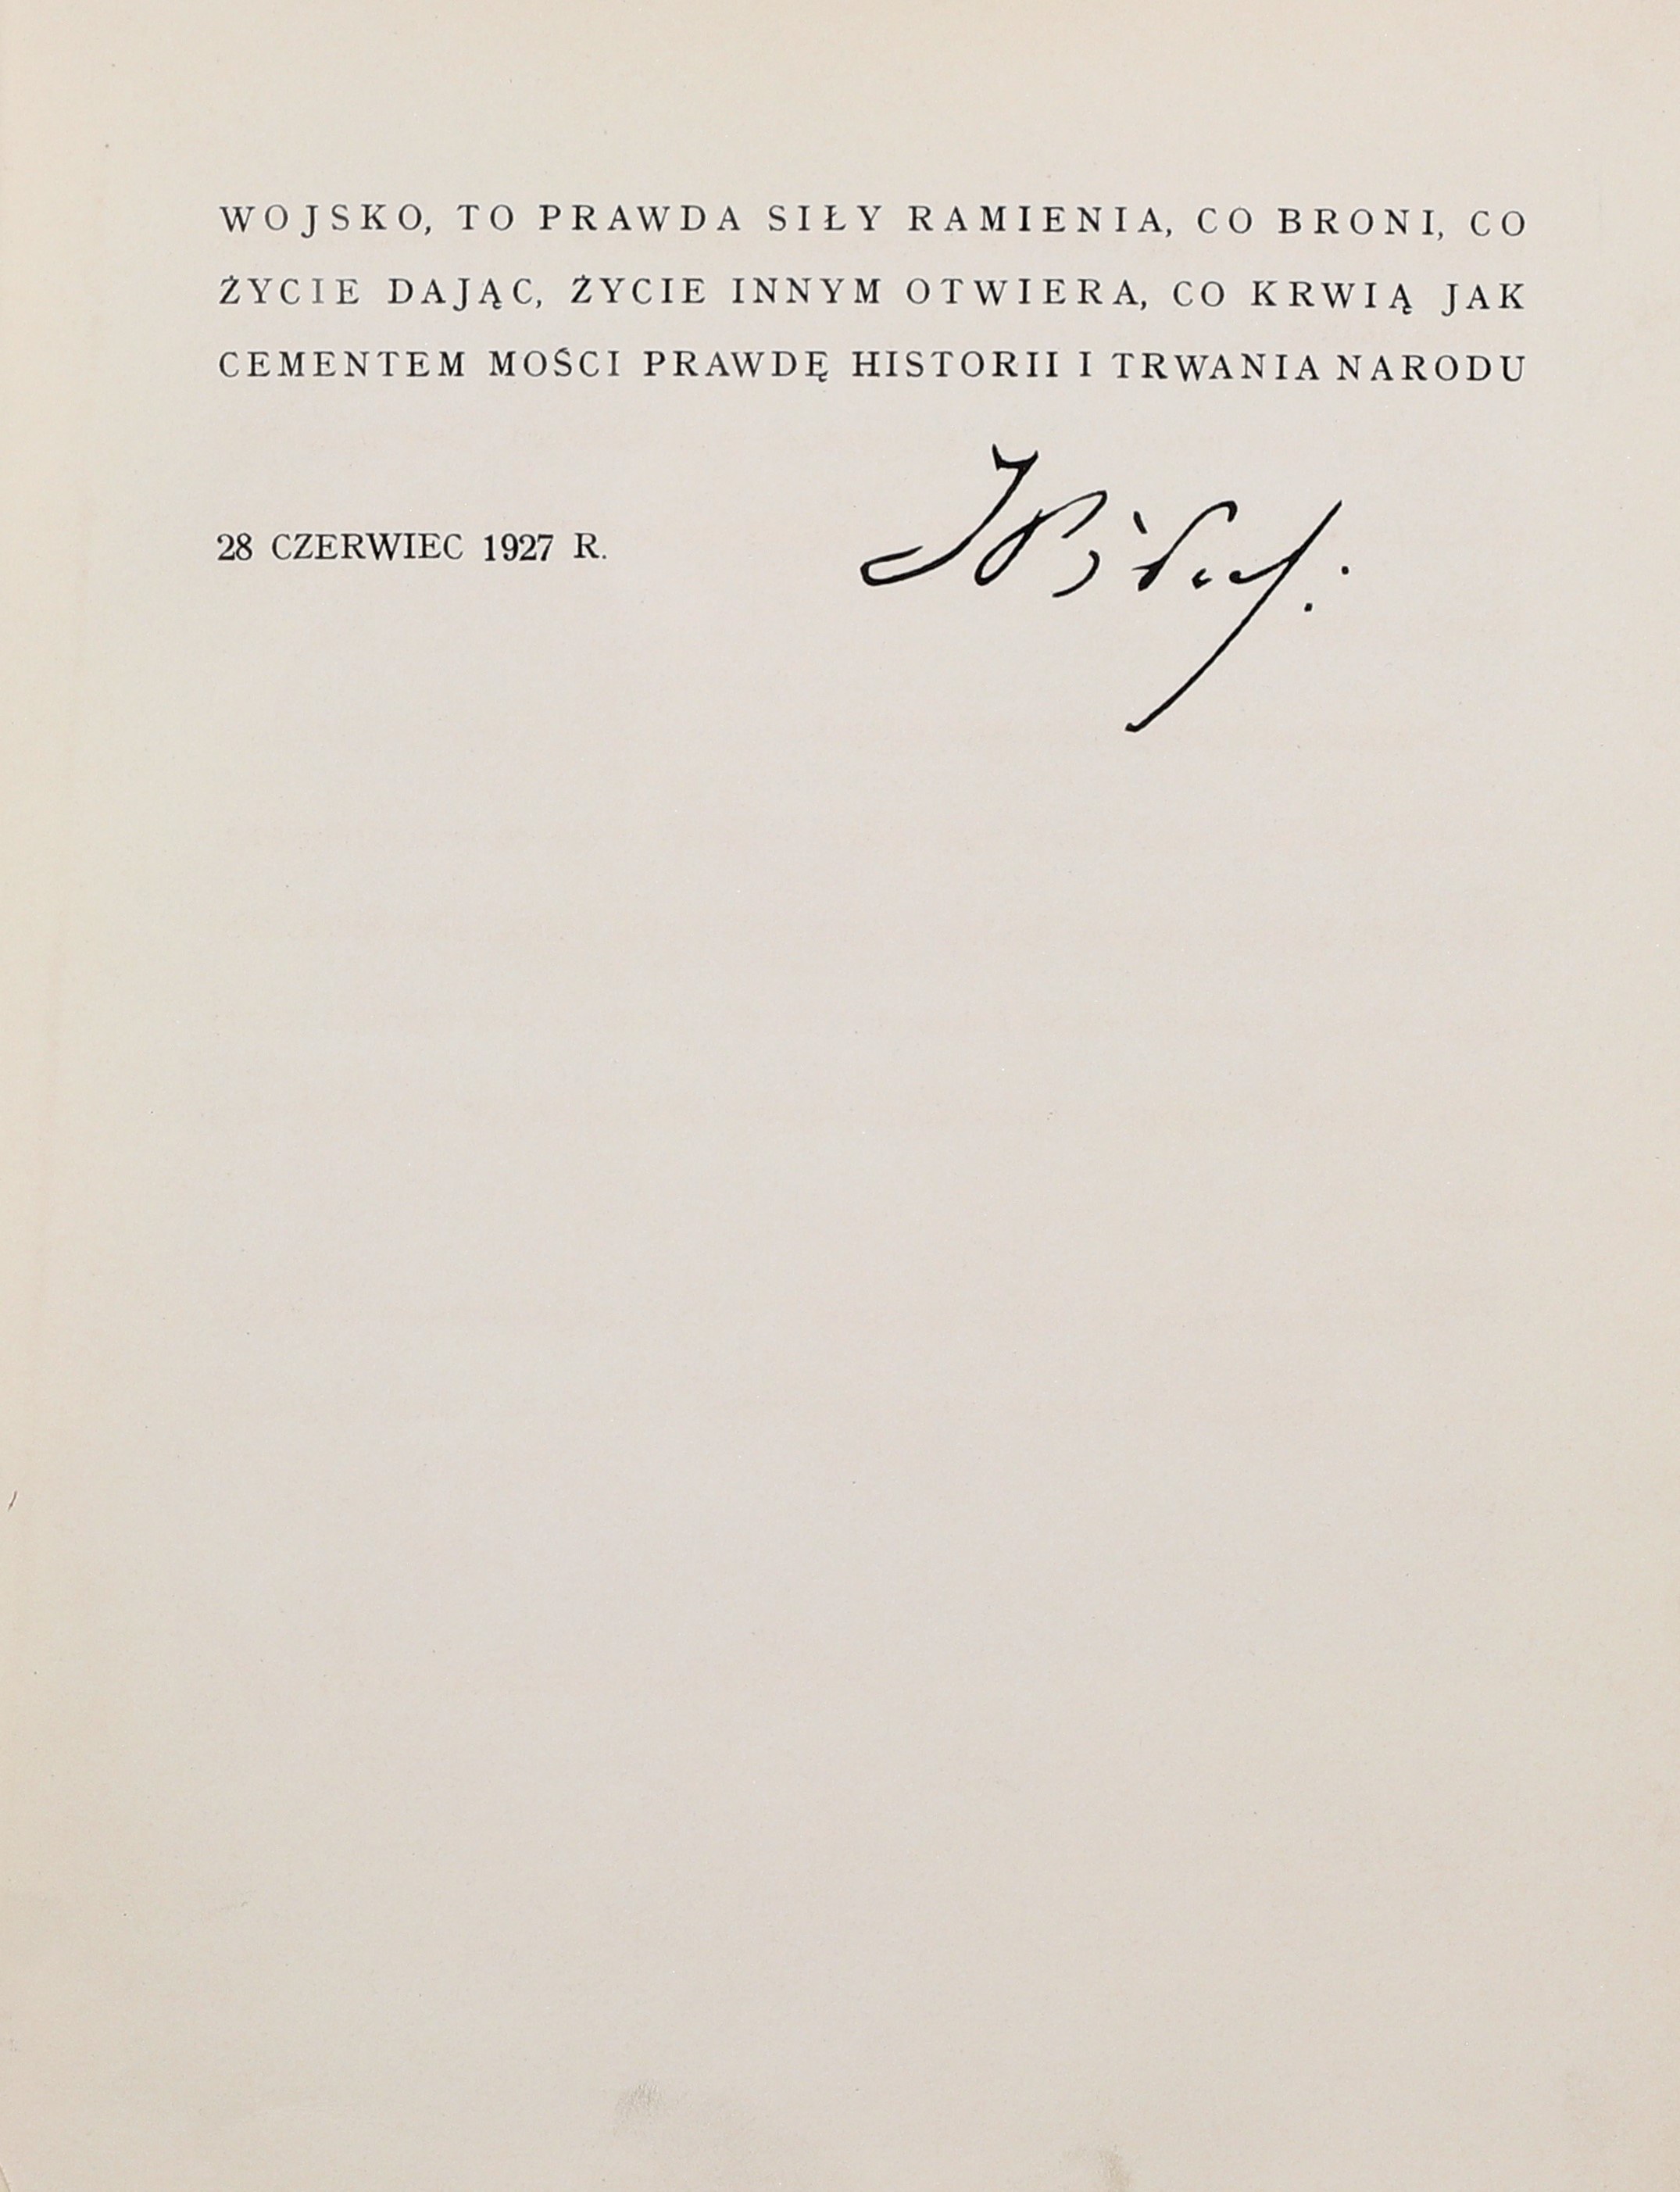 WOJSKO, TO PRAWDA SIŁY RAMIENIA, CO BRONI, CO
ŻYCIE DAJĄC, ŻYCIE INNYM OTWIERA, CO KRWIĄ JAK
CEMENTEM MOŚCI PRAWDĘ HISTORII I TRWANIA NARODU
28 CZERWIEC 1927 R.